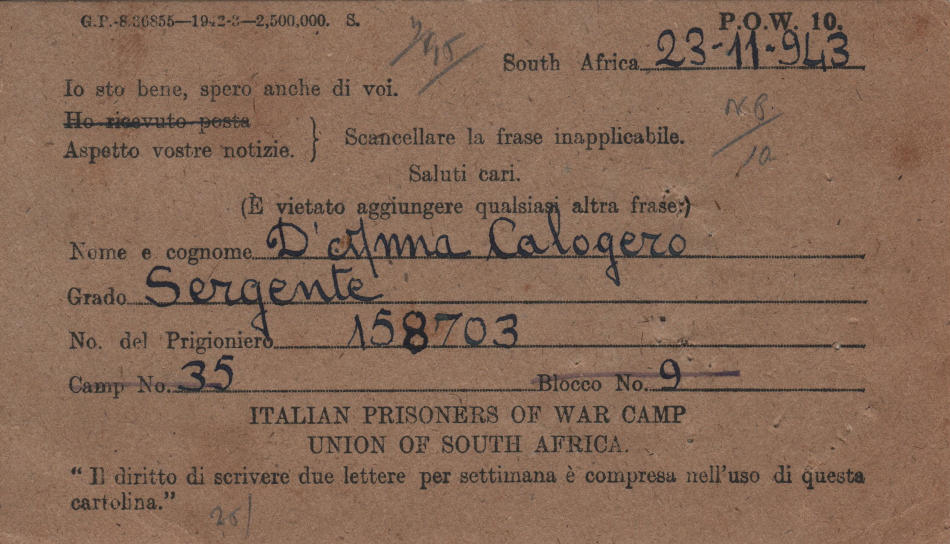 G.P.-S.36855—1942-3—2,500,000. S.
P.O.W. 10.
South Africa 23-11-943
Io sto bene, spero anche di voi.
Ho ricevuto posta
Aspetto vostre notizie. } Scancellare la frase inapplicabile.
Saluti cari.
(È vietato aggiungere qualsiasi altra frase.)
Nome e cognome D'Anna Calogero
Grado Sergente
No. del Prigioniero 158703
Camp No. 35 Blocco No. 9
ITALIAN PRISONERS OF WAR CAMP
UNION OF SOUTH AFRICA.
" Il diritto di scrivere due lettere per settimana è compresa nell'uso di questa
cartolina."